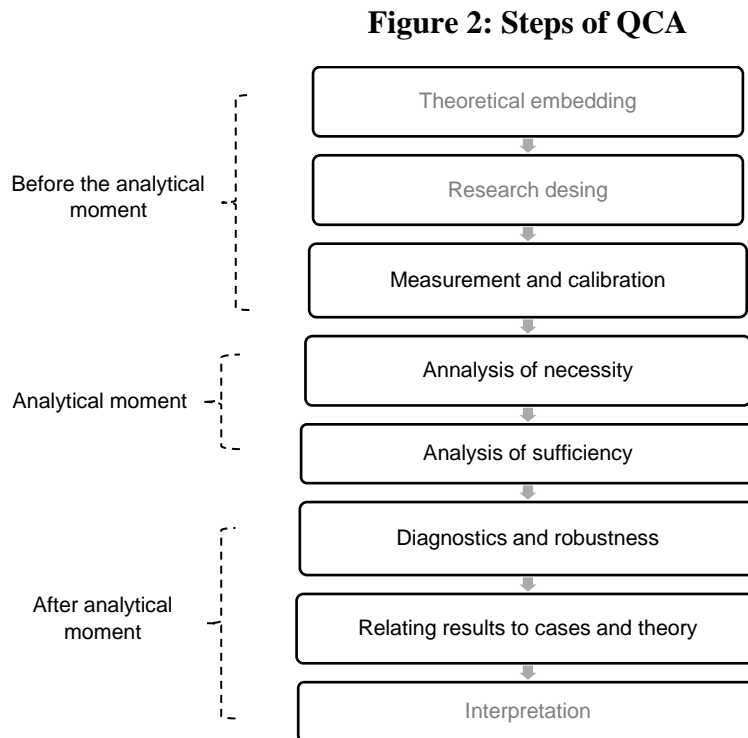 Figure 2: Steps of QCA
Theoretical embedding
Before the analytical
moment
Research desing
Measurement and calibration
Annalysis of necessity
Analytical moment
Analysis of sufficiency
Diagnostics and robustness
After analytical
moment
Relating results to cases and theory
Interpretation